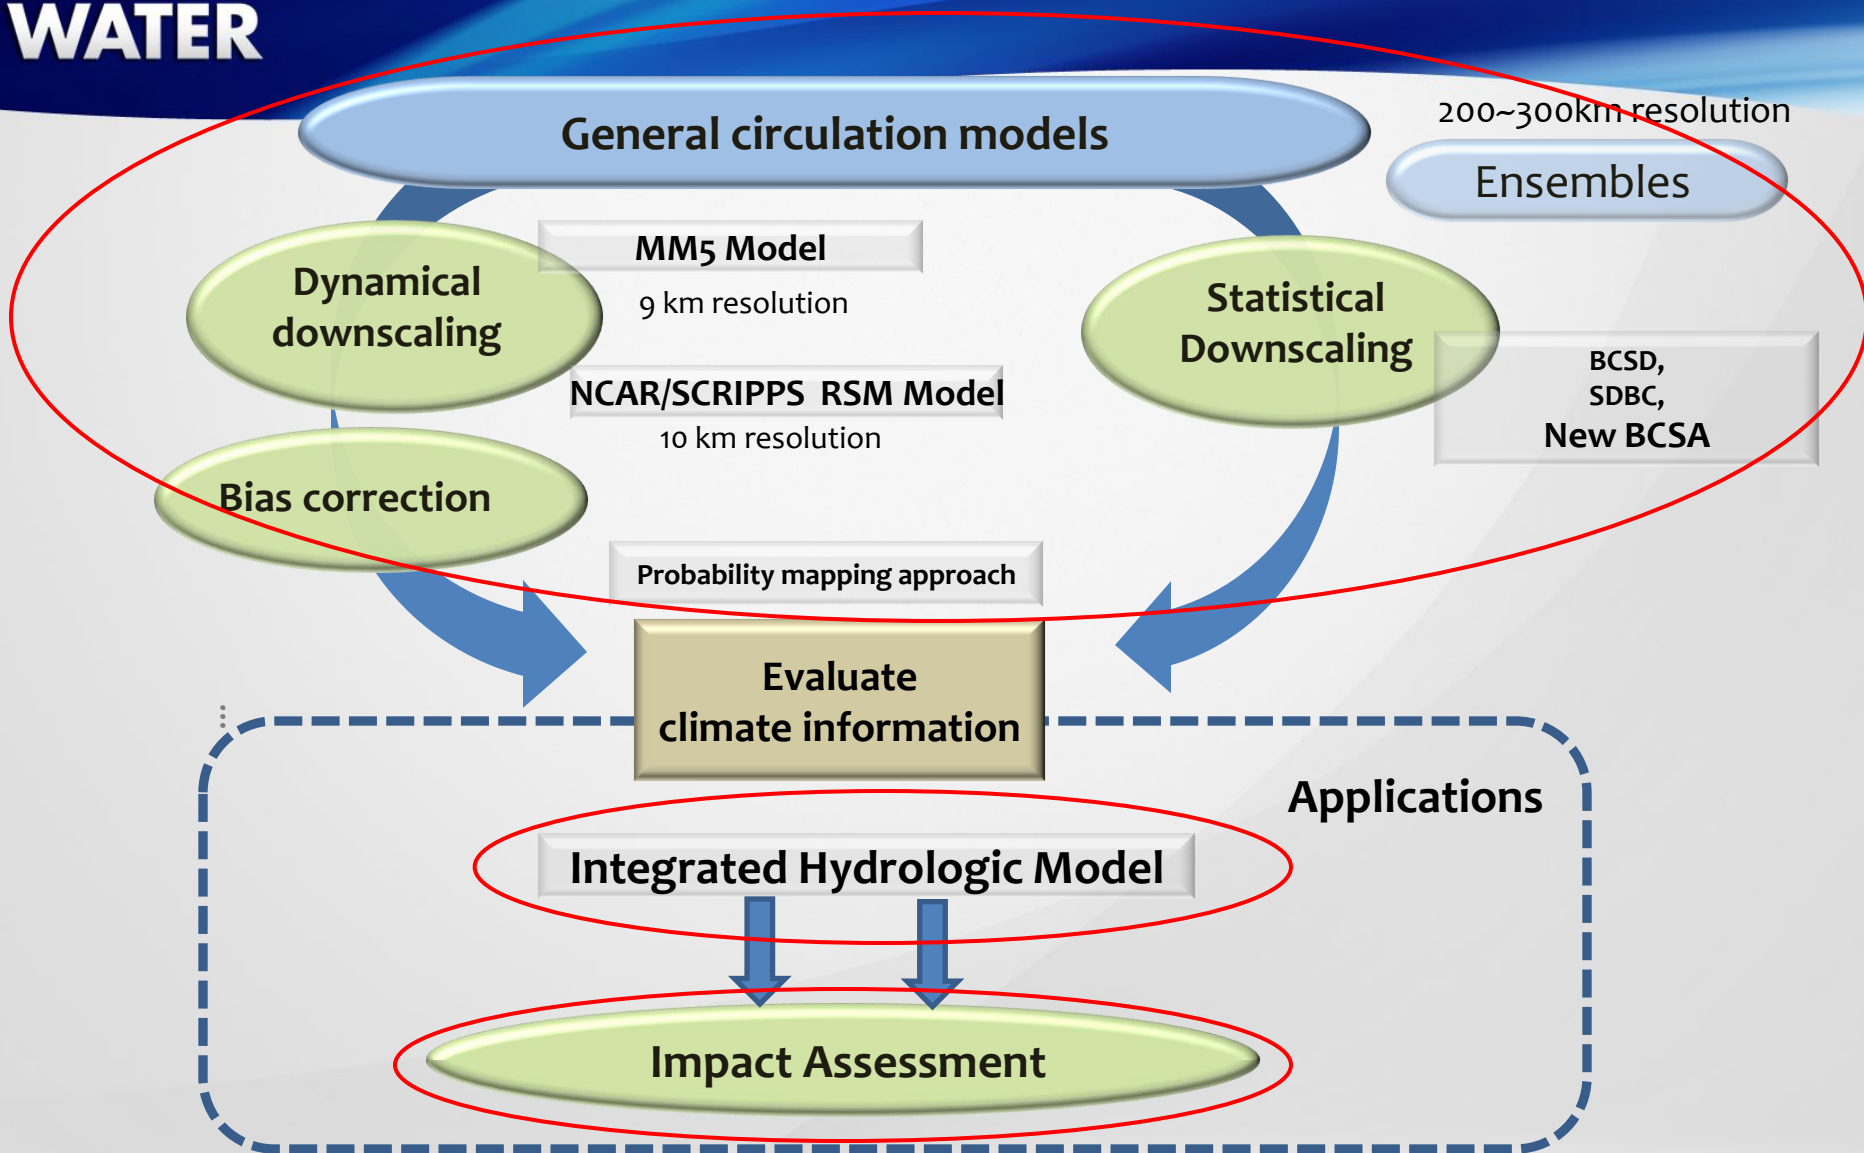 WATER
General circulation models
200~300km resolution
Ensembles
Dynamical
downscaling
MM5 Model
9 km resolution
NCAR/SCRIPPS RSM Model
10 km resolution
Statistical
Downscaling
BCSD,
SDBC,
New BCSA
Bias correction
Probability mapping approach
Evaluate
climate information
Applications
Integrated Hydrologic Model
Impact Assessment